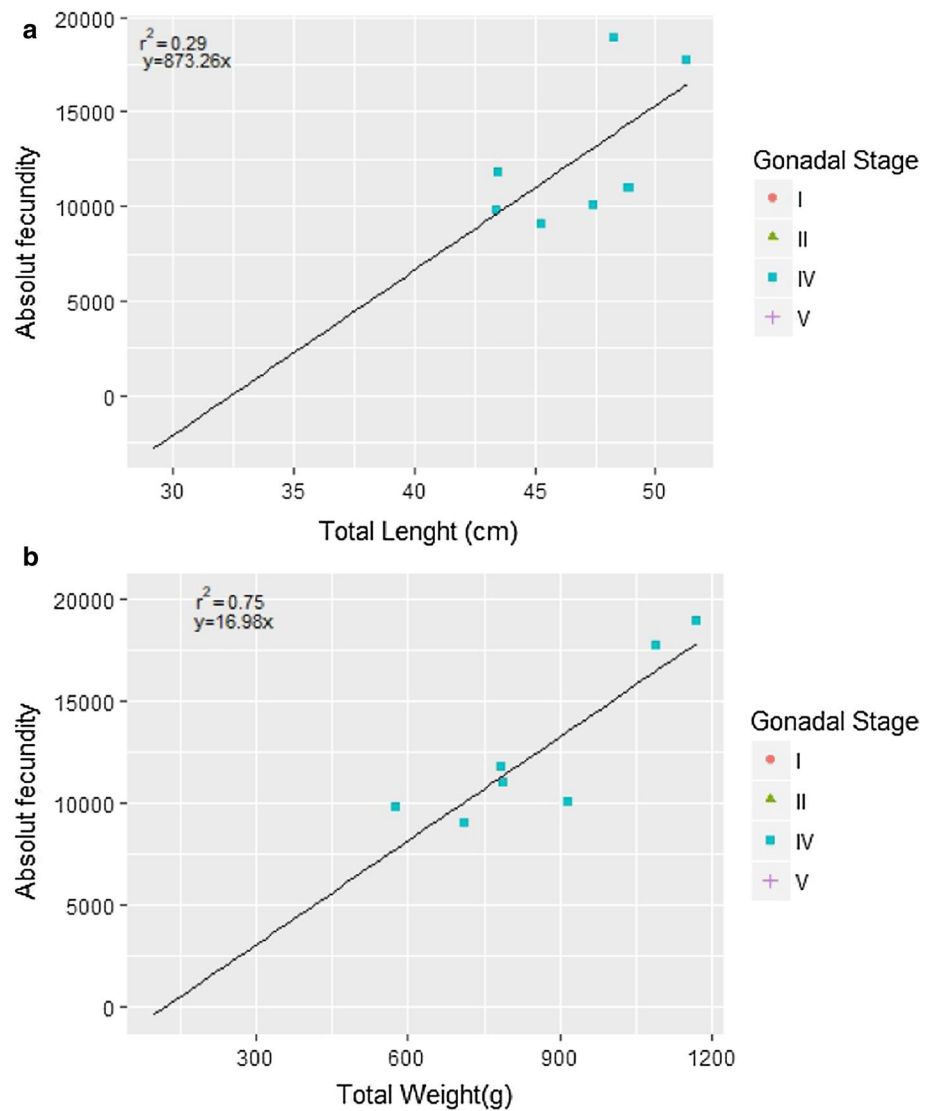 a
r2=0.29
y=873.26x
20000
15000
10000
5000
0
Absolut fecundity
30 35 40 45 50
Total Lenght (cm)
Gonadal Stage
I
II
IV
V
b
r2=0.75
y=16.98x
20000
15000
10000
5000
0
Absolut fecundity
300 600 900 1200
Total Weight(g)
Gonadal Stage
I
II
IV
V